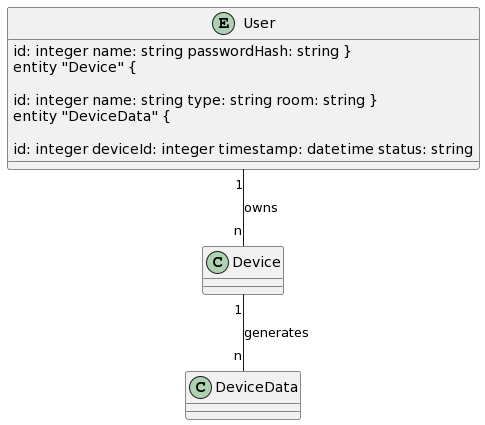 E User
id: integer name: string passwordHash: string }
entity "Device" {
id: integer name: string type: string room: string }
entity "DeviceData" {
id: integer deviceId: integer timestamp: datetime status: string
1
owns
n
C Device
1
generates
n
C DeviceData